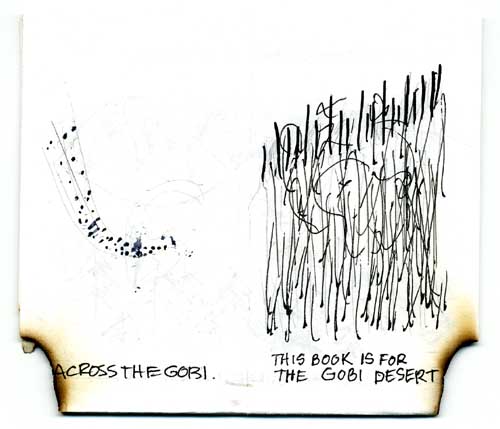 ACROSS THE GOBI.
THIS BOOK IS FOR
THE GOBI DESERT